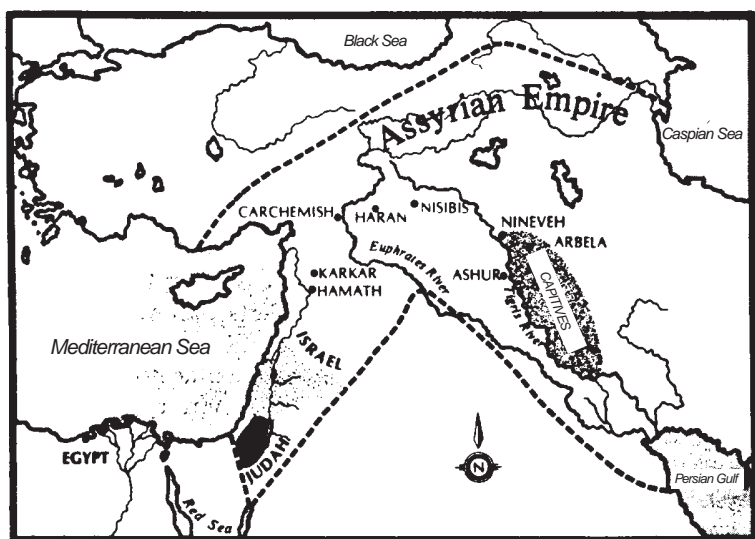 Black Sea
Assyrian Empire
Caspian Sea
CARCHEMISH
HARAN
NISIBIS
NINEVEH
ARBELA
Euphrates River
KARKAR
HAMATH
ASHUR
Tigris River
CAPITIVES
Mediterranean Sea
ISRAEL
EGYPT
JUDAH
N
Red Sea
Persian Gulf